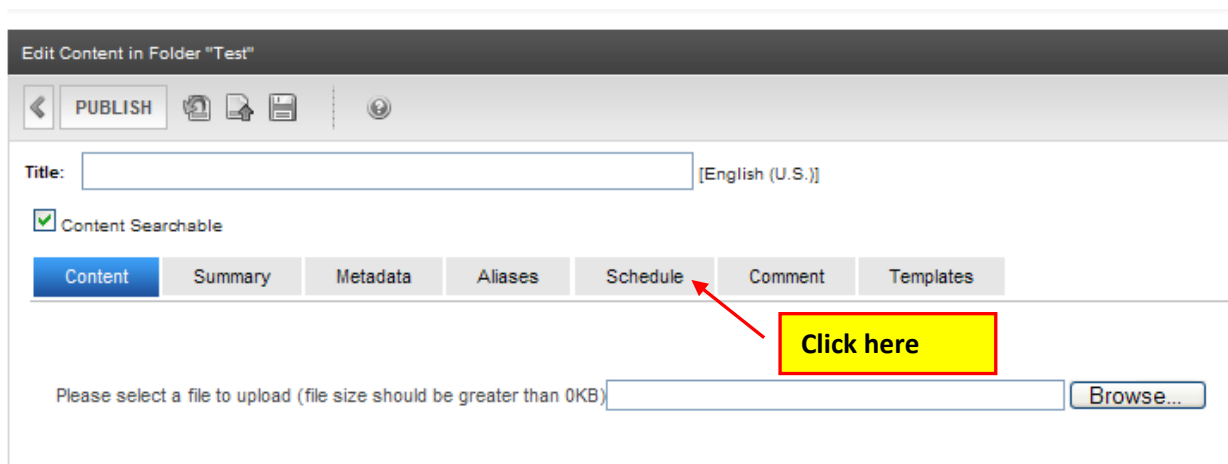 Edit Content in Folder "Test"
PUBLISH
Title: [English (U.S.)]
Content Searchable
Content Summary Metadata Aliases Schedule Comment Templates
Click here
Please select a file to upload (file size should be greater than 0KB) Browse...